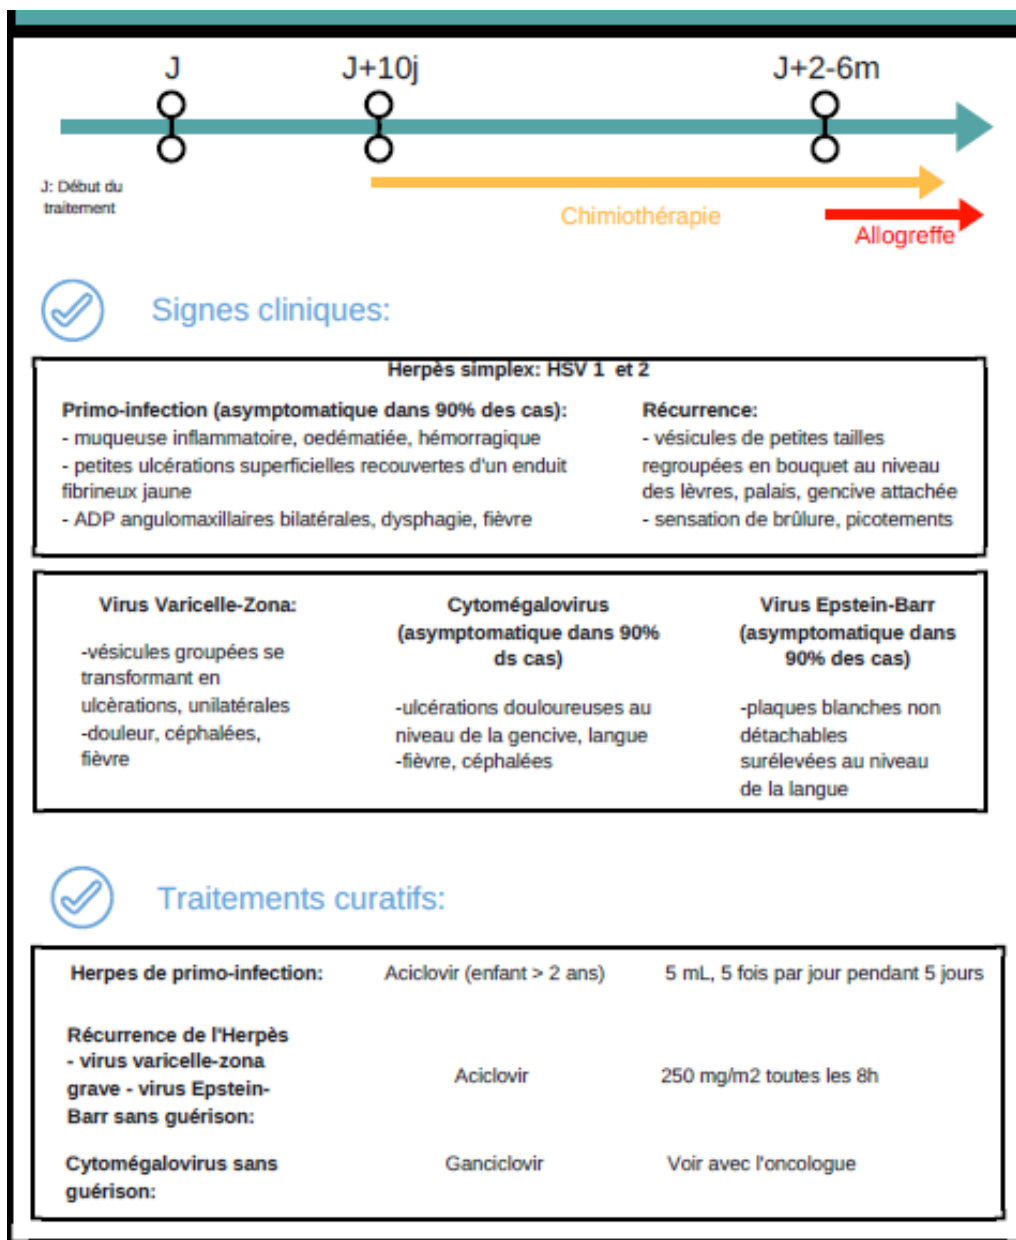 J
J+10j
J+2-6m
J: Début du
traitement
Chimiothérapie
Allogreffe
Signes cliniques:
Herpès simplex: HSV 1 et 2
Primo-infection (asymptomatique dans 90% des cas):
- muqueuse inflammatoire, oedématiée, hémorragique
- petites ulcérations superficielles recouvertes d'un enduit
fibrineux jaune
- ADP angulomaxillaires bilatérales, dysphagie, fièvre
Récurrence:
- vésicules de petites tailles
regroupées en bouquet au niveau
des lèvres, palais, gencive attachée
- sensation de brûlure, picotements
Virus Varicelle-Zona:
-vésicules groupées se
transformant en
ulcèrations, unilatérales
-douleur, céphalées,
fièvre
Cytomégalovirus
(asymptomatique dans 90%
ds cas)
-ulcérations douloureuses au
niveau de la gencive, langue
-fièvre, céphalées
Virus Epstein-Barr
(asymptomatique dans
90% des cas)
-plaques blanches non
détachables
surélevées au niveau
de la langue
Traitements curatifs:
Herpes de primo-infection:
Aciclovir (enfant > 2 ans)
5 mL, 5 fois par jour pendant 5 jours
Récurrence de l'Herpès
- virus varicelle-zona
grave - virus Epstein-
Barr sans guérison:
Aciclovir
250 mg/m2 toutes les 8h
Cytomégalovirus sans
guérison:
Ganciclovir
Voir avec l'oncologue